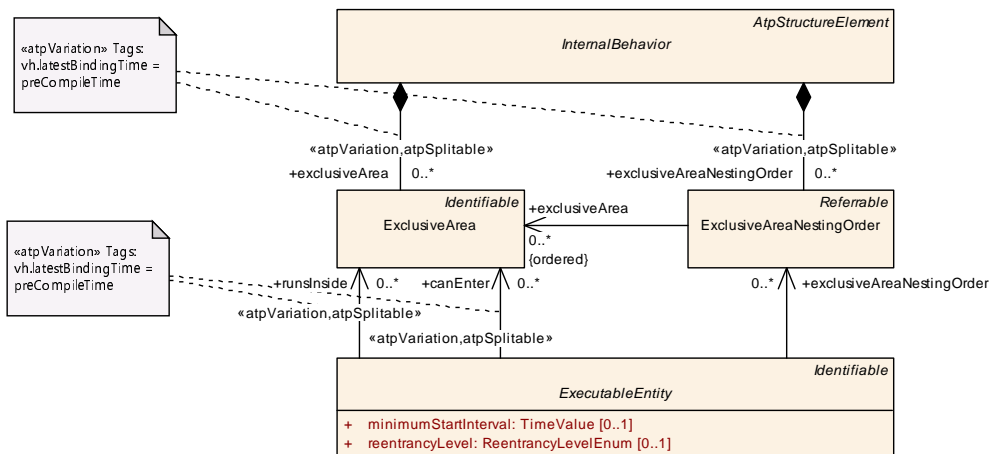 AtpStructureElement
InternalBehavior
«atpVariation» Tags:
vh.latestBindingTime =
preCompileTime
«atpVariation,atpSplitable»
«atpVariation,atpSplitable»
+exclusiveArea 0..*
+exclusiveAreaNestingOrder 0..*
Identifiable
ExclusiveArea
+exclusiveArea
0..*
{ordered}
Referrable
ExclusiveAreaNestingOrder
«atpVariation» Tags:
vh.latestBindingTime =
preCompileTime
+runsInside 0..*
+canEnter 0..*
0..* +exclusiveAreaNestingOrder
«atpVariation,atpSplitable»
«atpVariation,atpSplitable»
Identifiable
ExecutableEntity
+ minimumStartInterval: TimeValue [0..1]
+ reentrancyLevel: ReentrancyLevelEnum [0..1]